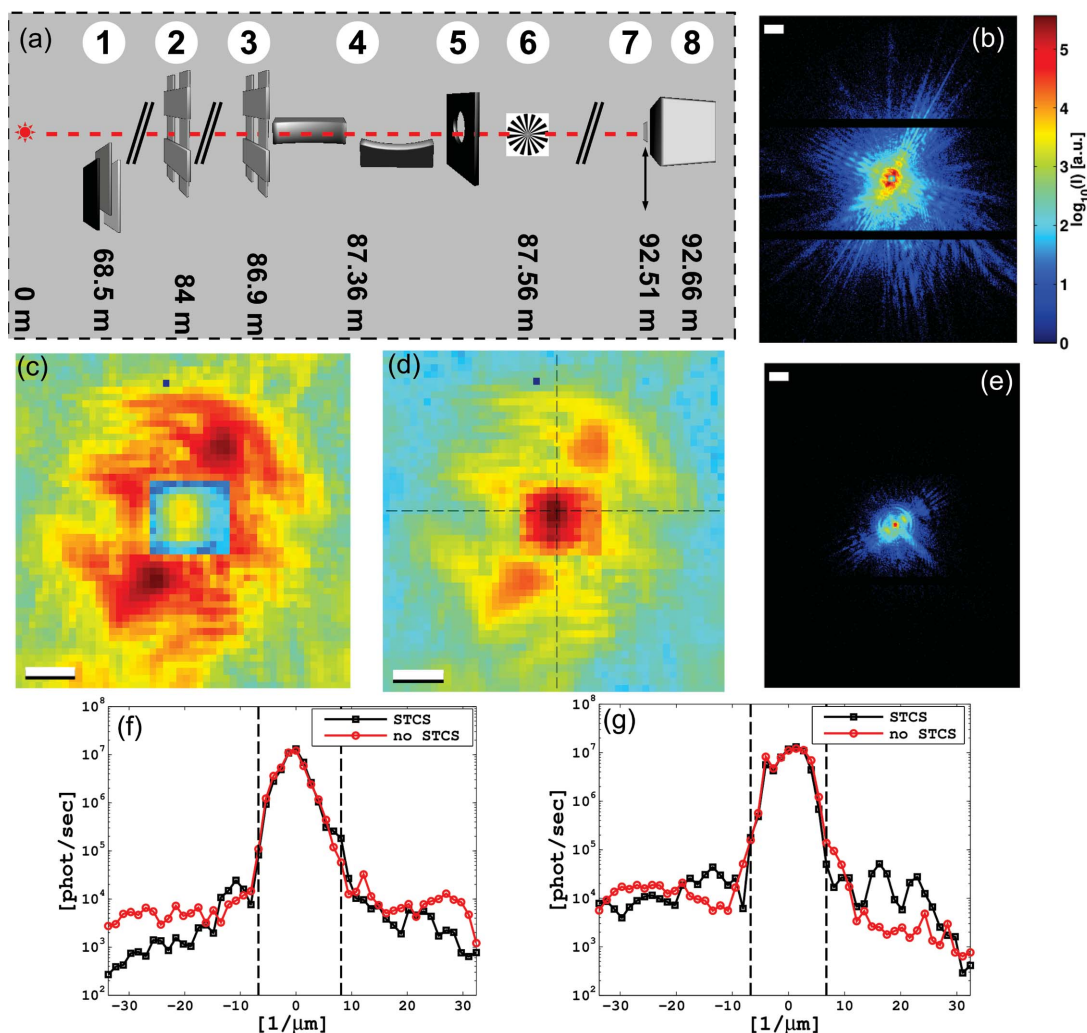 (a)
1 2 3 4 5 6 7 8
0 m
68.5 m
84 m
86.9 m
87.36 m
87.56 m
92.51 m
92.66 m
(b)
5
4
3
2
1
0
log10(I) [a.u.]
(c)
(d)
(e)
(f)
STCS
no STCS
10^8
10^7
10^6
10^5
10^4
10^3
10^2
[phot/sec]
−30 −20 −10 0 10 20 30
[1/μm]
(g)
STCS
no STCS
10^8
10^7
10^6
10^5
10^4
10^3
10^2
[phot/sec]
−30 −20 −10 0 10 20 30
[1/μm]